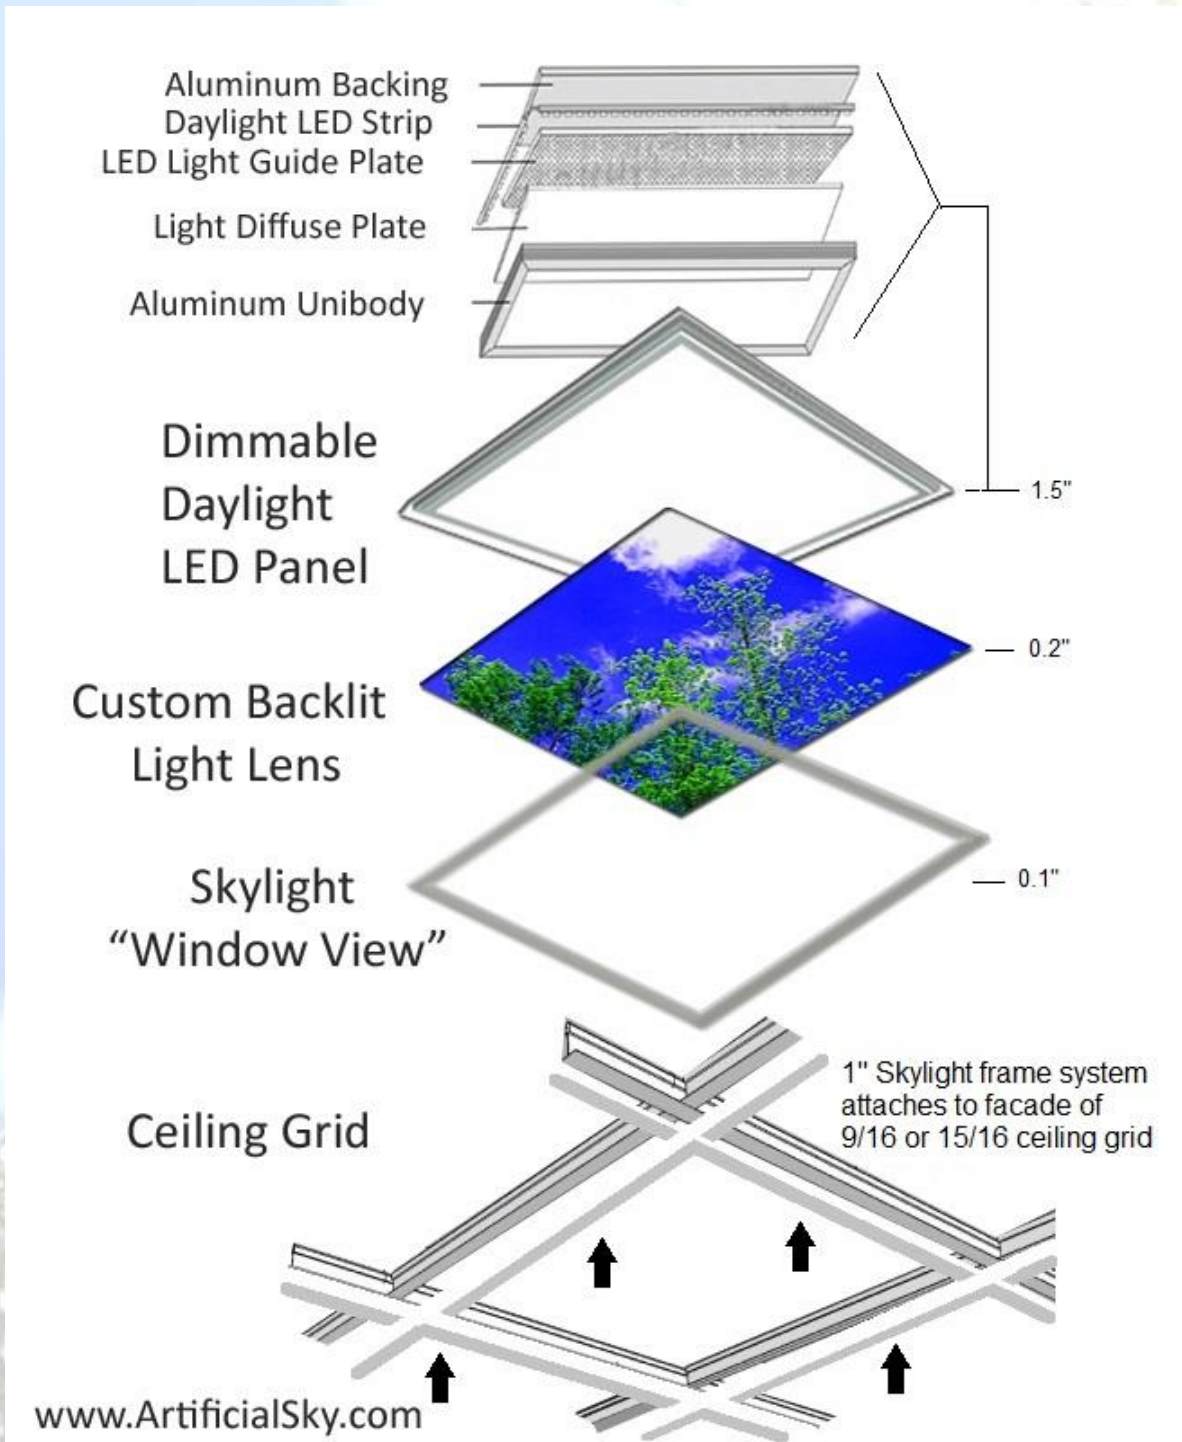 Aluminum Backing
Daylight LED Strip
LED Light Guide Plate
Light Diffuse Plate
Aluminum Unibody
Dimmable
Daylight
LED Panel
1.5"
0.2"
Custom Backlit
Light Lens
Skylight
“Window View”
0.1"
1" Skylight frame system
attaches to facade of
9/16 or 15/16 ceiling grid
Ceiling Grid
www.ArtificialSky.com